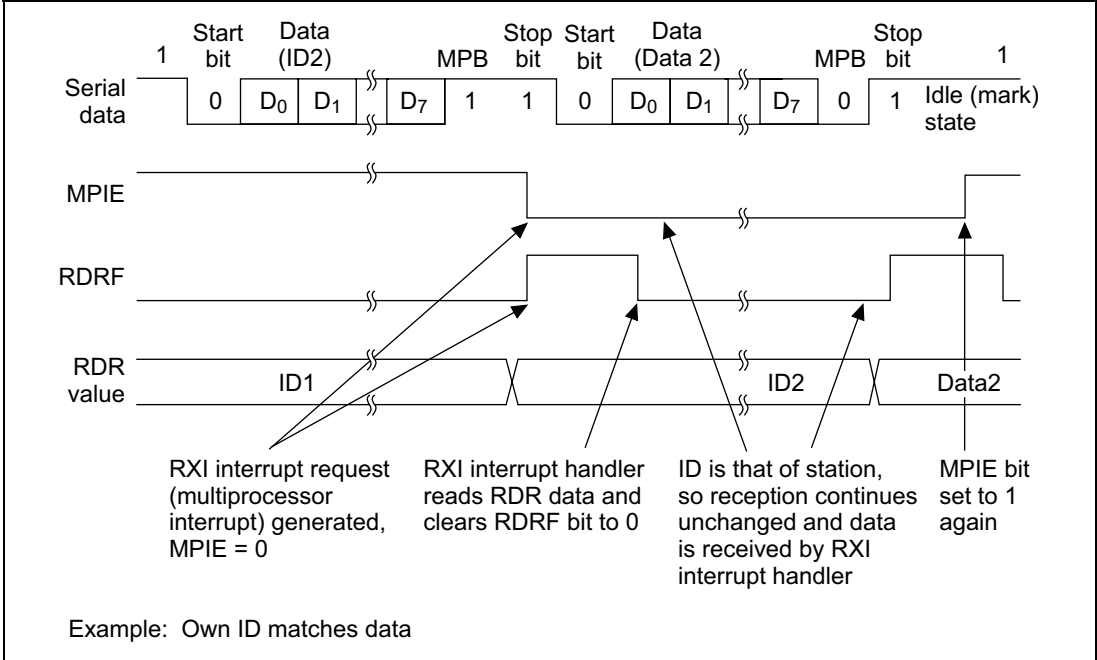 Start Data Stop Start Data Stop
1 bit (ID2) MPB bit bit (Data 2) MPB bit 1
Serial data 0 D0 D1 D7 1 1 0 D0 D1 D7 0 1 Idle (mark) state
MPIE
RDRF
RDR value ID1 ID2 Data2
RXI interrupt request
(multiprocessor
interrupt) generated,
MPIE = 0
RXI interrupt handler
reads RDR data and
clears RDRF bit to 0
ID is that of station,
so reception continues
unchanged and data
is received by RXI
interrupt handler
MPIE bit
set to 1
again
Example: Own ID matches data